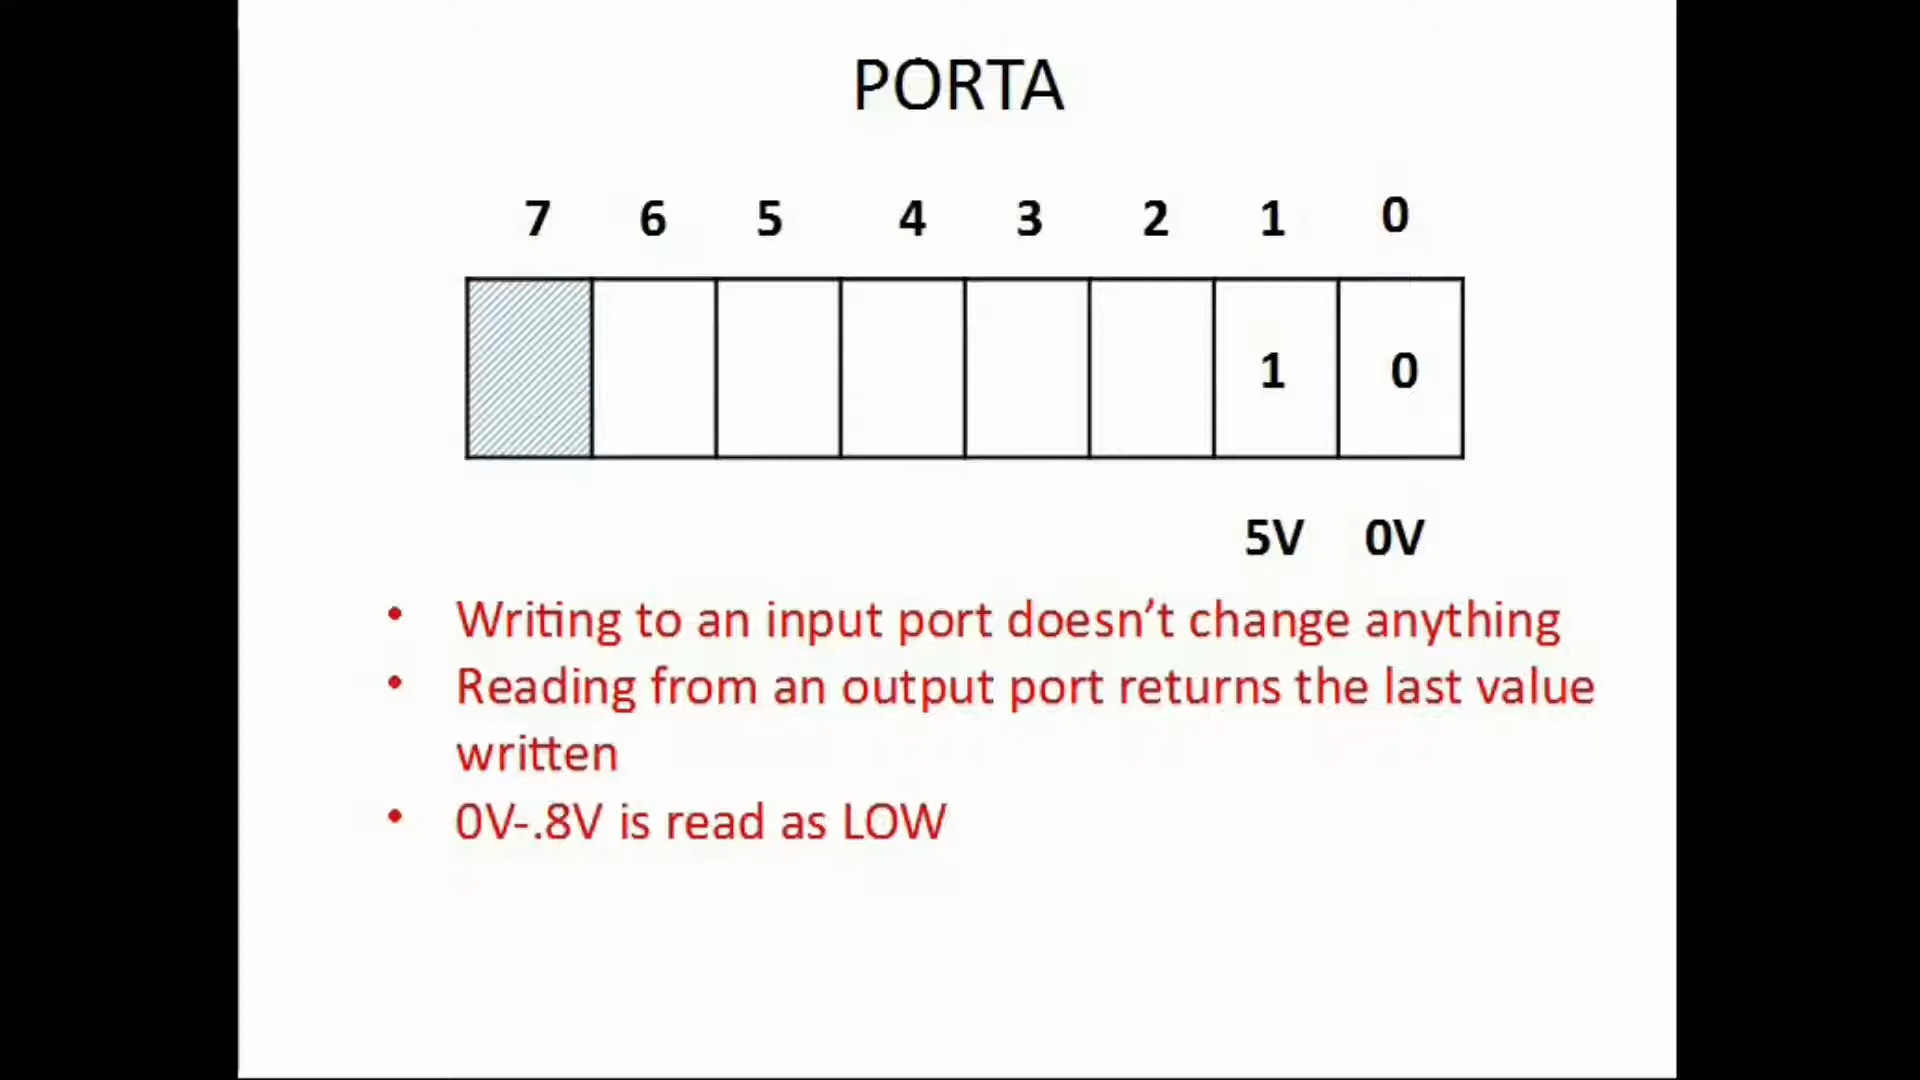 PORTA
7 6 5 4 3 2 1 0
1 0
5V 0V
• Writing to an input port doesn’t change anything
• Reading from an output port returns the last value
written
• 0V-.8V is read as LOW